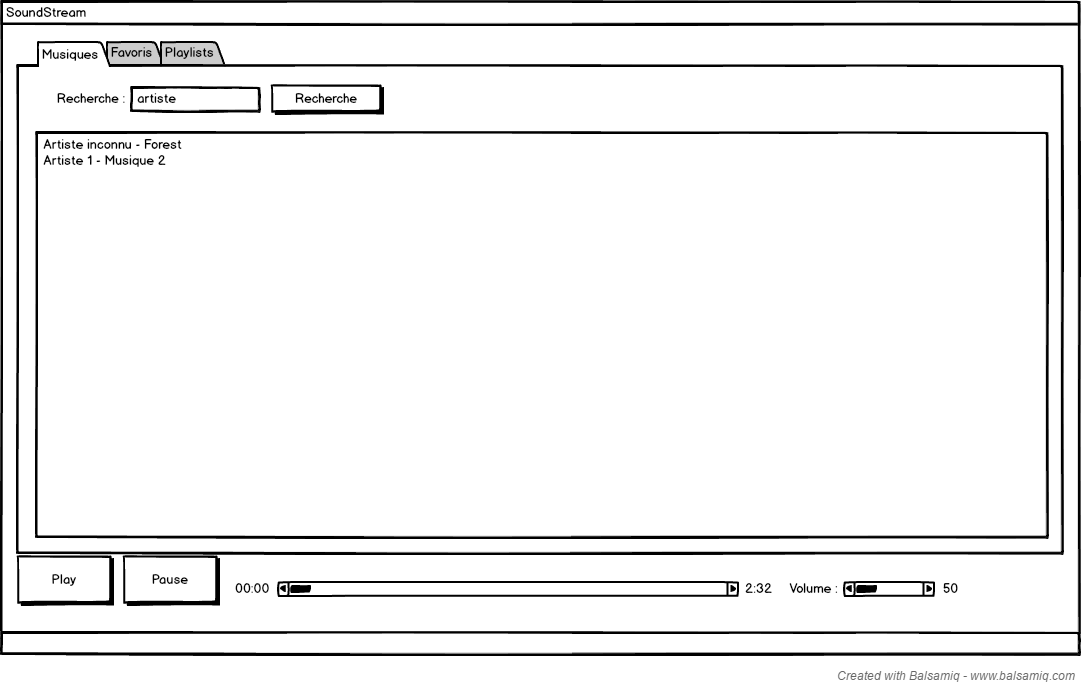 SoundStream
Musiques Favoris Playlists
Recherche : artiste Recherche
Artiste inconnu - Forest
Artiste 1 - Musique 2
Play Pause 00:00 2:32 Volume : 50
Created with Balsamiq - www.balsamiq.com